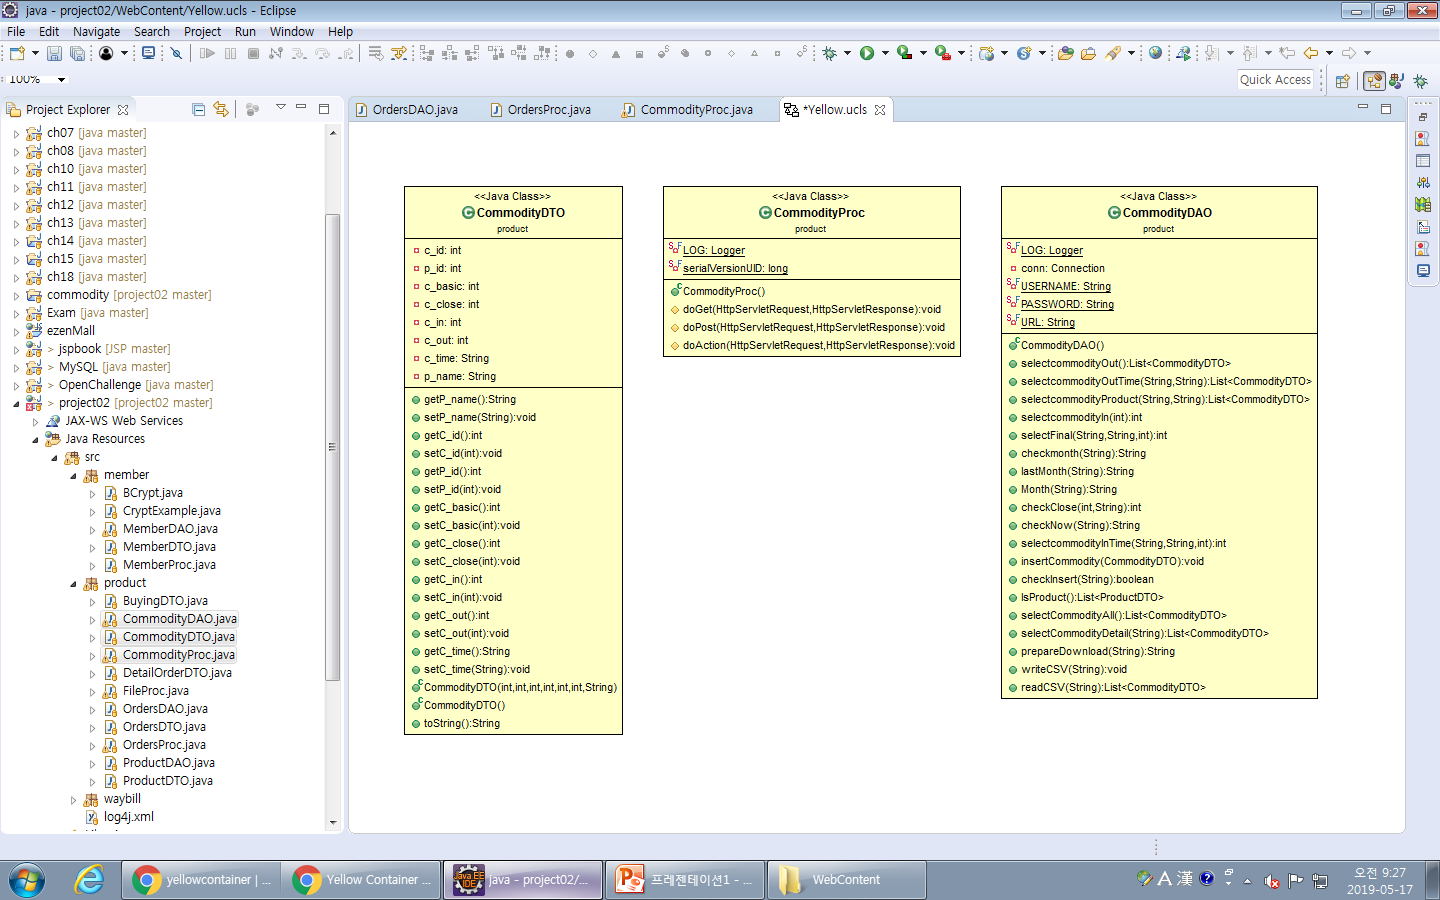 java - project02/WebContent/Yellow.ucls - Eclipse
File Edit Navigate Search Project Run Window Help
100%
Quick Access
Project Explorer
OrdersDAO.java
OrdersProc.java
CommodityProc.java
*Yellow.ucls
ch07 [java master]
ch08 [java master]
ch10 [java master]
ch11 [java master]
ch12 [java master]
ch13 [java master]
ch14 [java master]
ch15 [java master]
ch18 [java master]
commodity [project02 master]
Exam [java master]
ezenMall
> jspbook [JSP master]
> MySQL [java master]
> OpenChallenge [java master]
> project02 [project02 master]
JAX-WS Web Services
Java Resources
src
member
BCrypt.java
CryptExample.java
MemberDAO.java
MemberDTO.java
MemberProc.java
product
BuyingDTO.java
CommodityDAO.java
CommodityDTO.java
CommodityProc.java
DetailOrderDTO.java
FileProc.java
OrdersDAO.java
OrdersDTO.java
OrdersProc.java
ProductDAO.java
ProductDTO.java
waybill
log4j.xml
<<Java Class>>
CommodityDTO
product
c_id: int
p_id: int
c_basic: int
c_close: int
c_in: int
c_out: int
c_time: String
p_name: String
getP_name():String
setP_name(String):void
getC_id():int
setC_id(int):void
getP_id():int
setP_id(int):void
getC_basic():int
setC_basic(int):void
getC_close():int
setC_close(int):void
getC_in():int
setC_in(int):void
getC_out():int
setC_out(int):void
getC_time():String
setC_time(String):void
CommodityDTO(int,int,int,int,int,int,String)
CommodityDTO()
toString():String
<<Java Class>>
CommodityProc
product
LOG: Logger
serialVersionUID: long
CommodityProc()
doGet(HttpServletRequest,HttpServletResponse):void
doPost(HttpServletRequest,HttpServletResponse):void
doAction(HttpServletRequest,HttpServletResponse):void
<<Java Class>>
CommodityDAO
product
LOG: Logger
conn: Connection
USERNAME: String
PASSWORD: String
URL: String
CommodityDAO()
selectcommodityOut():List<CommodityDTO>
selectcommodityOutTime(String,String):List<CommodityDTO>
selectcommodityProduct(String,String):List<CommodityDTO>
selectcommodityIn(int):int
selectFinal(String,String,int):int
checkmonth(String):String
lastMonth(String):String
Month(String):String
checkClose(int,String):int
checkNow(String):String
selectcommodityInTime(String,String,int):int
insertCommodity(CommodityDTO):void
checkInsert(String):boolean
IsProduct():List<ProductDTO>
selectCommodityAll():List<CommodityDTO>
selectCommodityDetail(String):List<CommodityDTO>
prepareDownload(String):String
writeCSV(String):void
readCSV(String):List<CommodityDTO>
yellowcontainer | ...
Yellow Container ...
java - project02/...
프레젠테이션1 - ...
WebContent
A 漢
오전 9:27
2019-05-17